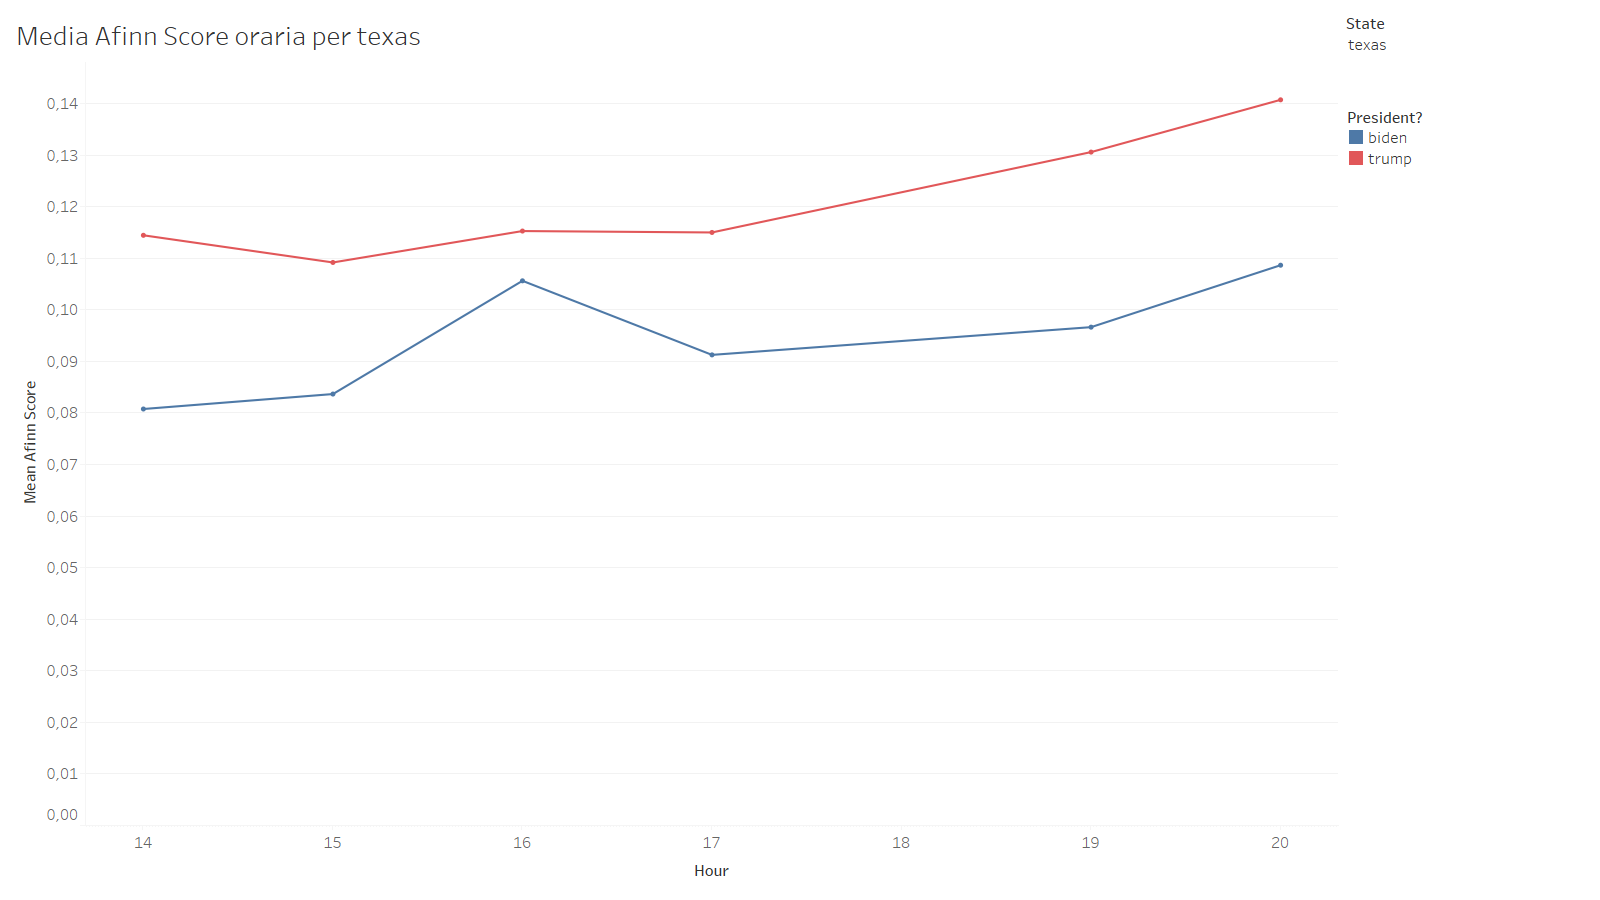 Media Afinn Score oraria per texas
State
texas
President?
biden
trump
Mean Afinn Score
0,14
0,13
0,12
0,11
0,10
0,09
0,08
0,07
0,06
0,05
0,04
0,03
0,02
0,01
0,00
14 15 16 17 18 19 20
Hour